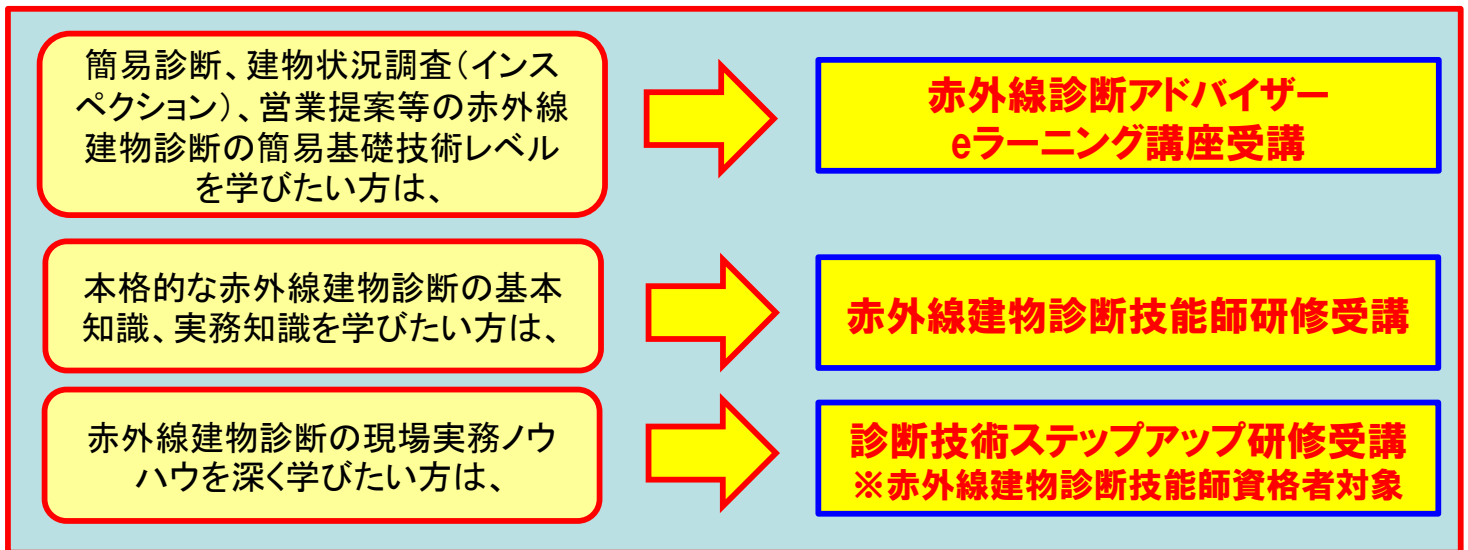 簡易診断、建物状況調査(インス
ペクション)、営業提案等の赤外線
建物診断の簡易基礎技術レベル
を学びたい方は、
赤外線診断アドバイザー
eラーニング講座受講
本格的な赤外線建物診断の基本
知識、実務知識を学びたい方は、
赤外線建物診断技能師研修受講
赤外線建物診断の現場実務ノウ
ハウを深く学びたい方は、
診断技術ステップアップ研修受講
※赤外線建物診断技能師資格者対象